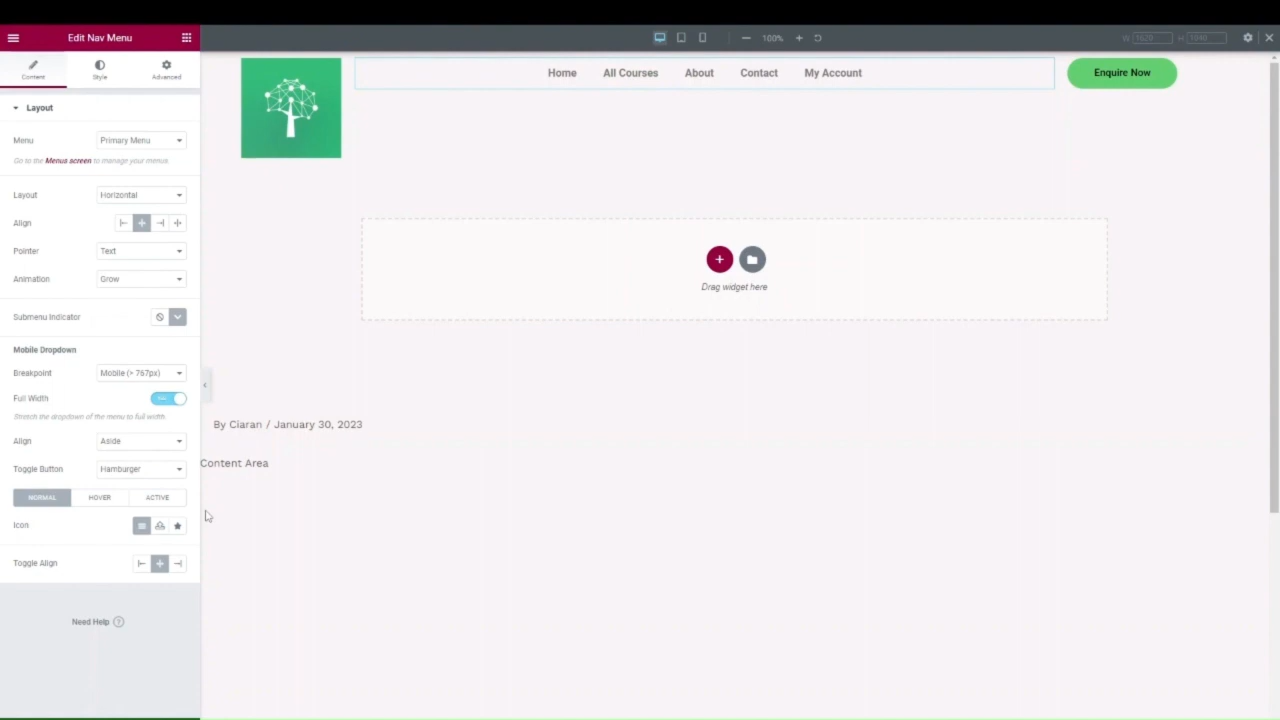 Edit Nav Menu
100%
W 1620 H 1640
Content
Style
Advanced
Home
All Courses
About
Contact
My Account
Enquire Now
Layout
Menu Primary Menu
Go to the Menus screen to manage your menus.
Layout Horizontal
Align
Pointer Text
Animation Grow
Drag widget here
Submenu Indicator
Mobile Dropdown
Breakpoint Mobile (> 767px)
Full Width
Stretch the dropdown of the menu to full width.
Align Aside
Toggle Button Hamburger
NORMAL HOVER ACTIVE
Icon
Toggle Align
Need Help
By Ciaran / January 30, 2023
Content Area